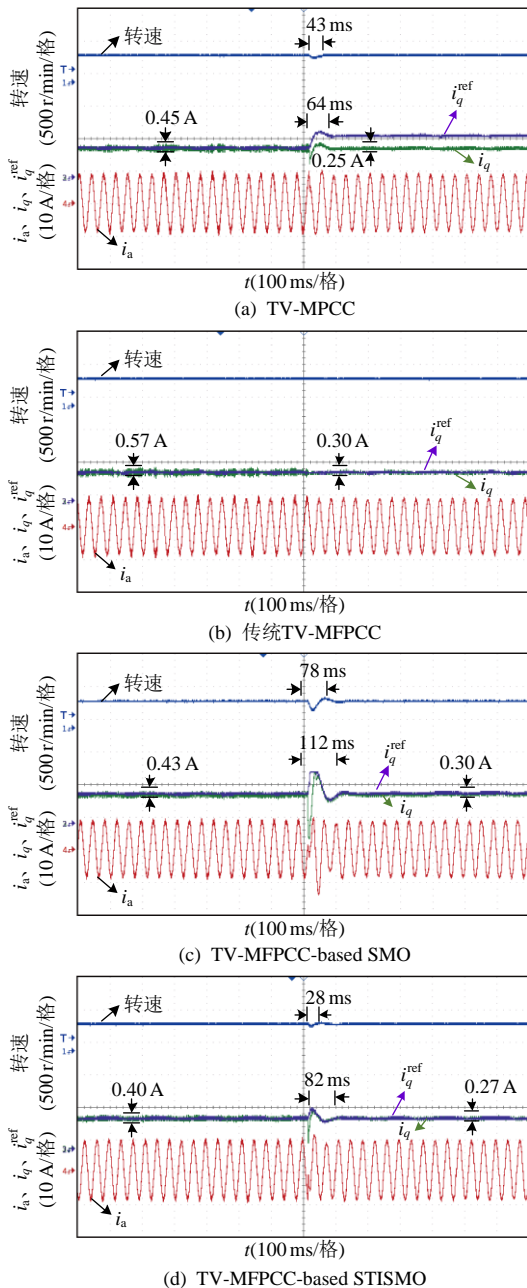 43 ms
转速
T
1
转速
(500 r/min/格)
64 ms
i_q^ref
0.45 A
0.25 A
i_q
i_a、i_q、i_q^ref
(10 A/格)
3
4
i_a
t(100 ms/格)
(a) TV-MPCC
转速
T
1
转速
(500 r/min/格)
0.57 A
0.30 A
i_q^ref
i_q
i_a、i_q、i_q^ref
(10 A/格)
3
4
i_a
t(100 ms/格)
(b) 传统TV-MFPCC
78 ms
转速
T
1
转速
(500 r/min/格)
112 ms
i_q^ref
0.43 A
0.30 A
i_q
i_a、i_q、i_q^ref
(10 A/格)
3
4
i_a
t(100 ms/格)
(c) TV-MFPCC-based SMO
28 ms
转速
T
1
转速
(500 r/min/格)
82 ms
i_q^ref
0.40 A
0.27 A
i_q
i_a、i_q、i_q^ref
(10 A/格)
3
4
i_a
t(100 ms/格)
(d) TV-MFPCC-based STISMO